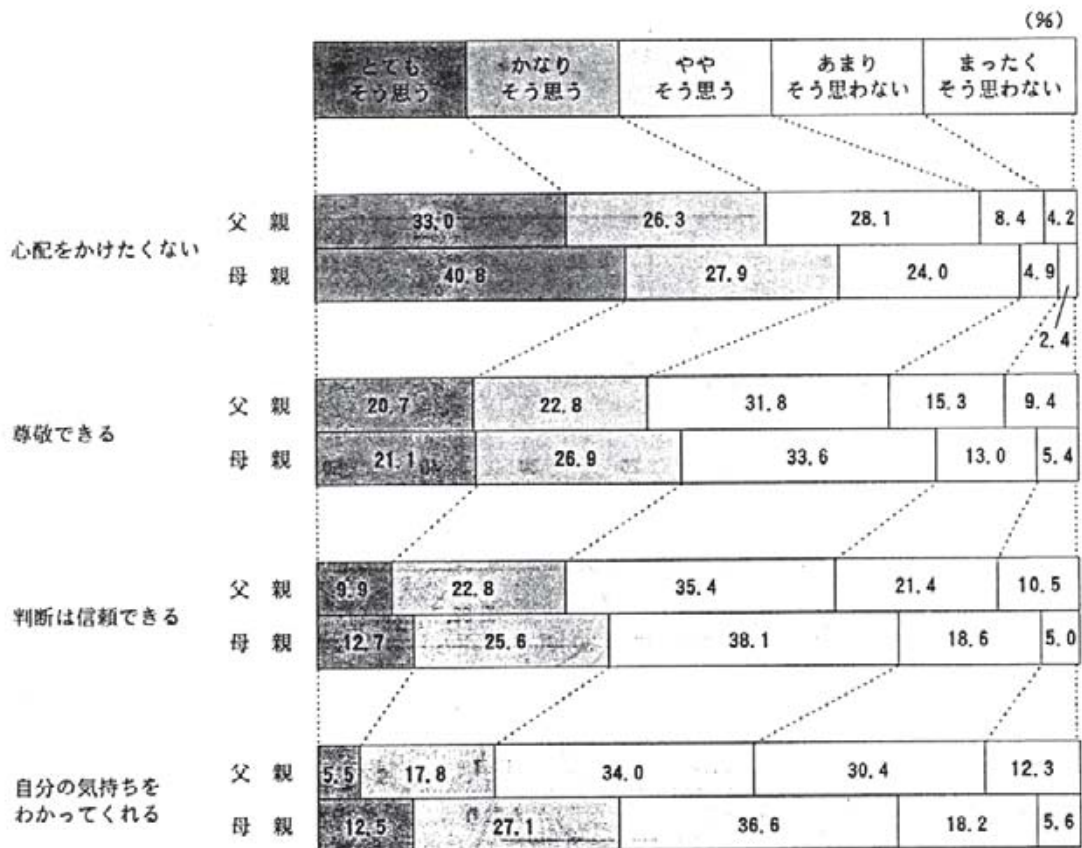 (%)
とても かなり やや あまり まったく
そう思う そう思う そう思う そう思わない そう思わない
心配をかけたくない
父 親 33.0 26.3 28.1 8.4 4.2
母 親 40.8 27.9 24.0 4.9
2.4
尊敬できる
父 親 20.7 22.8 31.8 15.3 9.4
母 親 21.1 26.9 33.6 13.0 5.4
判断は信頼できる
父 親 9.9 22.8 35.4 21.4 10.5
母 親 12.7 25.6 38.1 18.6 5.0
自分の気持ちを
わかってくれる
父 親 5.5 17.8 34.0 30.4 12.3
母 親 12.5 27.1 36.6 18.2 5.6